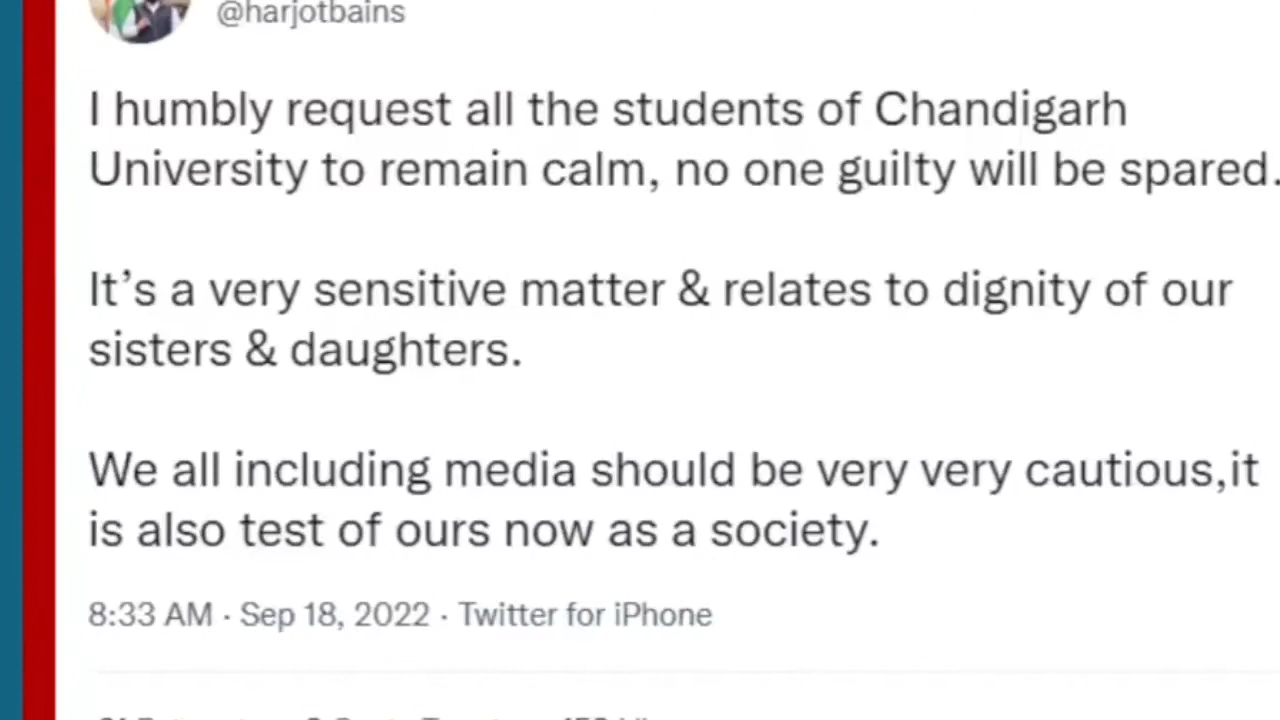 @harjotbains
I humbly request all the students of Chandigarh
University to remain calm, no one guilty will be spared.
It’s a very sensitive matter & relates to dignity of our
sisters & daughters.
We all including media should be very very cautious,it
is also test of ours now as a society.
8:33 AM · Sep 18, 2022 · Twitter for iPhone